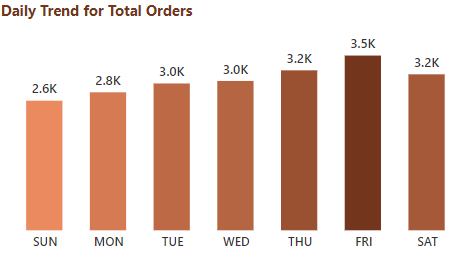 Daily Trend for Total Orders
2.6K 2.8K 3.0K 3.0K 3.2K 3.5K 3.2K
SUN MON TUE WED THU FRI SAT